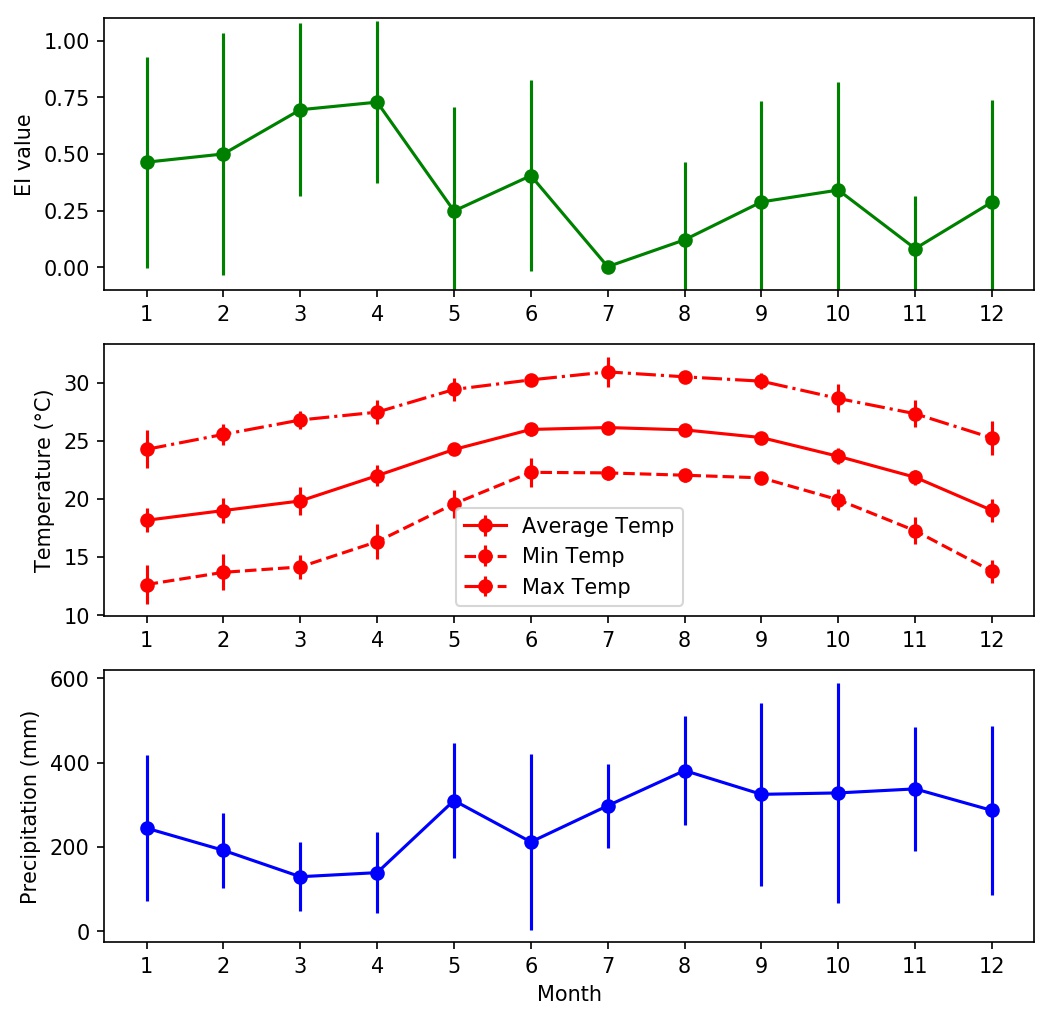 EI value
1.00
0.75
0.50
0.25
0.00
1 2 3 4 5 6 7 8 9 10 11 12
Temperature (°C)
30
25
20
15
10
Average Temp
Min Temp
Max Temp
1 2 3 4 5 6 7 8 9 10 11 12
Precipitation (mm)
600
400
200
0
1 2 3 4 5 6 7 8 9 10 11 12
Month